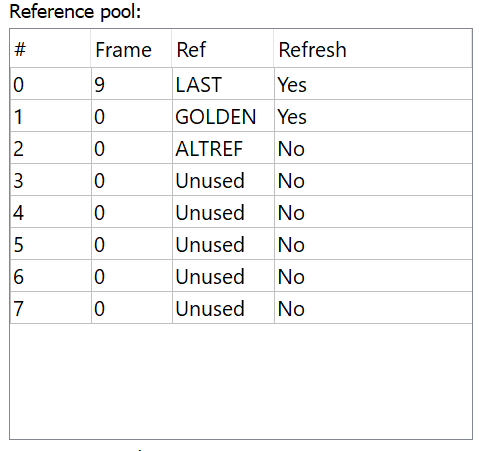 Reference pool:
# Frame Ref Refresh
0 9 LAST Yes
1 0 GOLDEN Yes
2 0 ALTREF No
3 0 Unused No
4 0 Unused No
5 0 Unused No
6 0 Unused No
7 0 Unused No